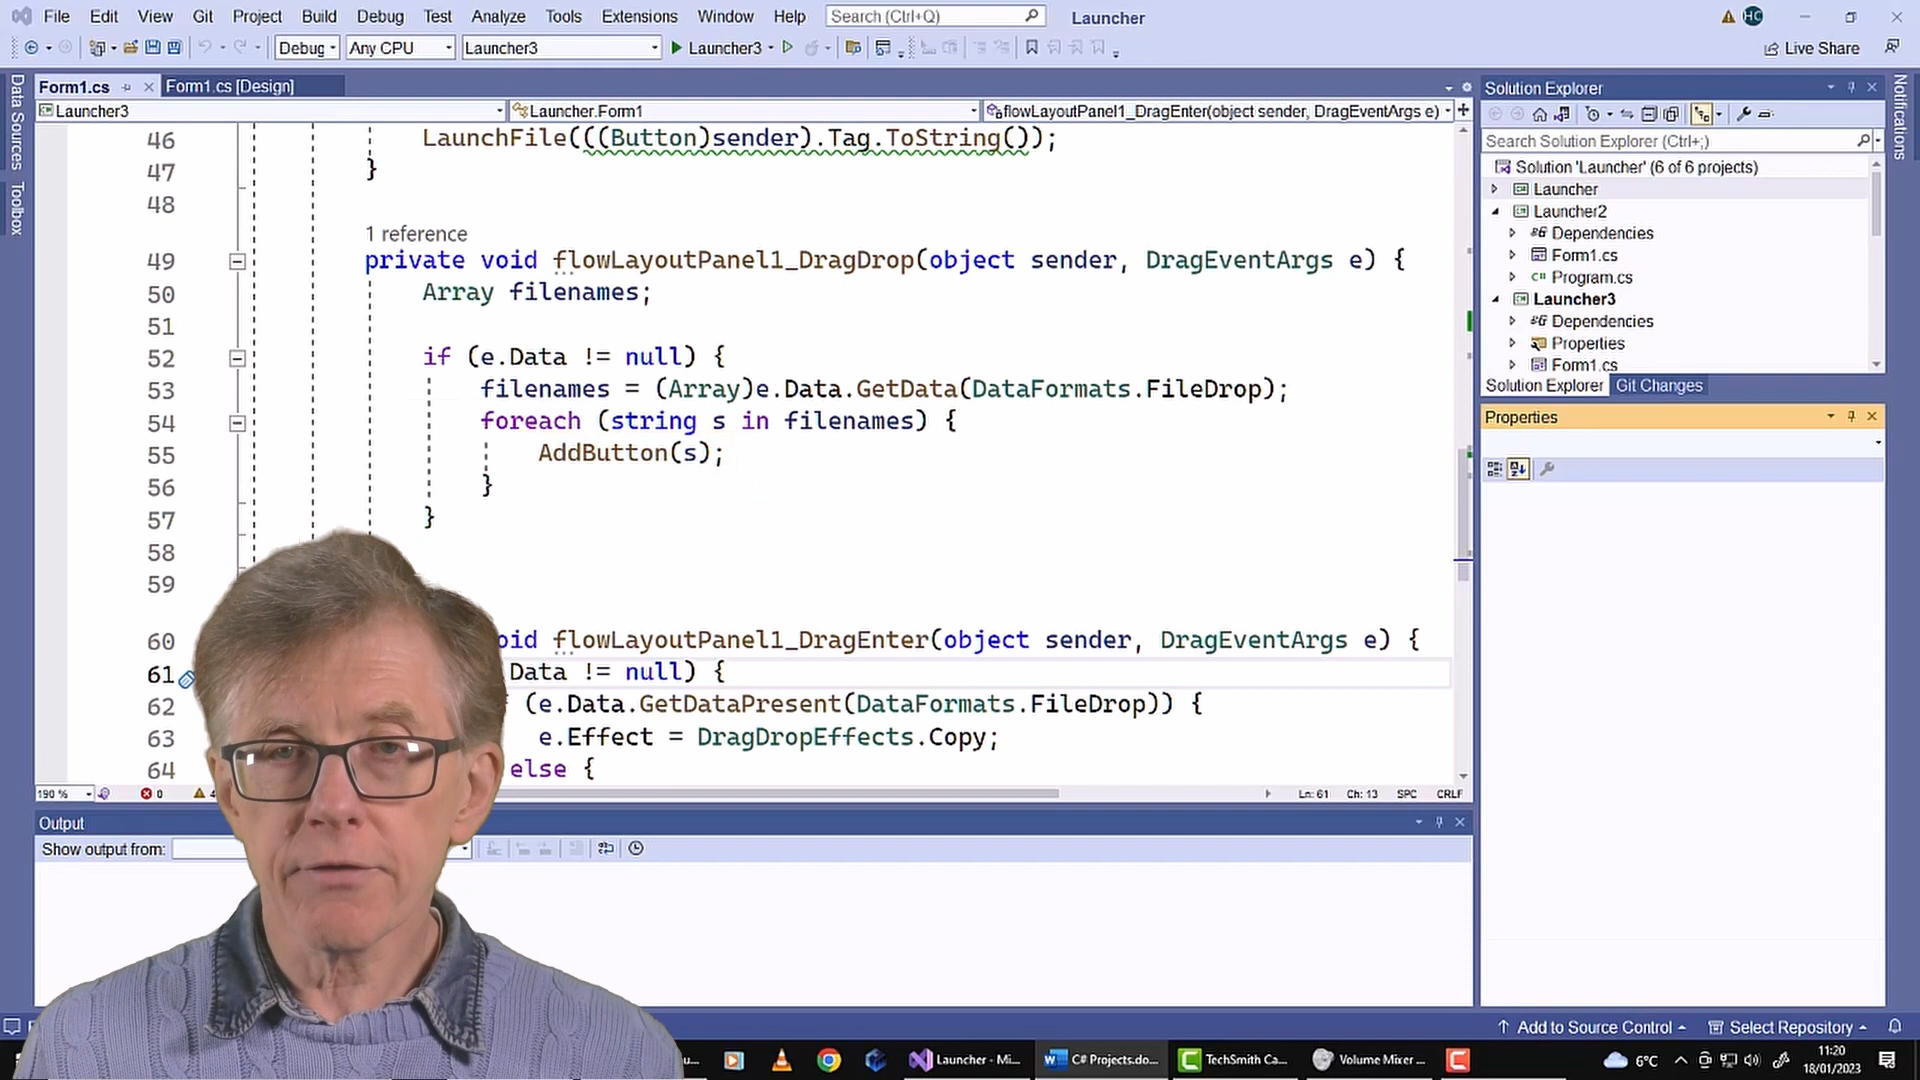 File Edit View Git Project Build Debug Test Analyze Tools Extensions Window Help Search (Ctrl+Q) Launcher HC
Debug Any CPU Launcher3 Launcher3 Live Share
Form1.cs Form1.cs [Design]
Launcher3 Launcher.Form1 flowLayoutPanel1_DragEnter(object sender, DragEventArgs e)
Data Sources
Toolbox
46 LaunchFile(((Button)sender).Tag.ToString());
47 }
48
1 reference
49 private void flowLayoutPanel1_DragDrop(object sender, DragEventArgs e) {
50 Array filenames;
51
52 if (e.Data != null) {
53 filenames = (Array)e.Data.GetData(DataFormats.FileDrop);
54 foreach (string s in filenames) {
55 AddButton(s);
56 }
57 }
58
59
60 oid flowLayoutPanel1_DragEnter(object sender, DragEventArgs e) {
61 Data != null) {
62 (e.Data.GetDataPresent(DataFormats.FileDrop)) {
63 e.Effect = DragDropEffects.Copy;
64 else {
190 % 0 4 Ln: 61 Ch: 13 SPC CRLF
Output
Show output from:
Solution Explorer
Search Solution Explorer (Ctrl+;)
Solution 'Launcher' (6 of 6 projects)
Launcher
Launcher2
Dependencies
Form1.cs
Program.cs
Launcher3
Dependencies
Properties
Form1.cs
Solution Explorer Git Changes
Properties
Notifications
Add to Source Control Select Repository
Launcher - Mi... C# Projects.do... TechSmith Ca... Volume Mixer ... 6°C 11:20
18/01/2023